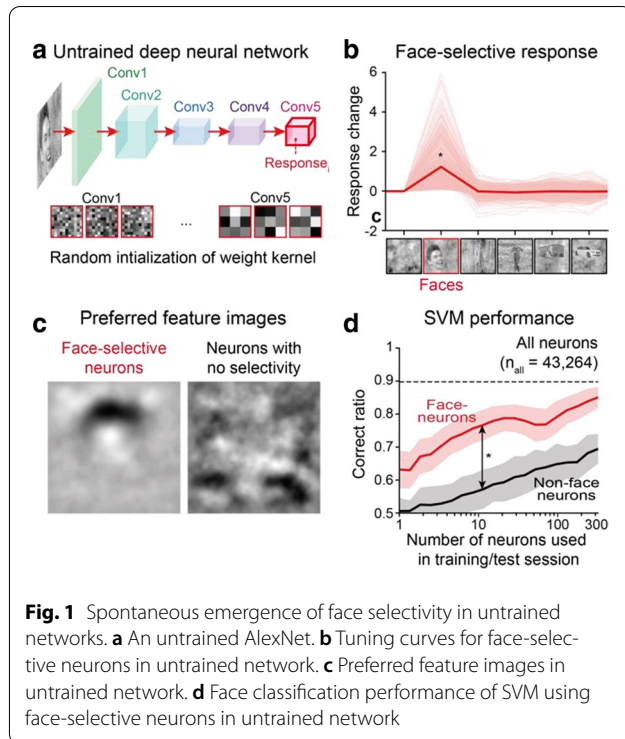 a Untrained deep neural network
Conv1
Conv2
Conv3
Conv4
Conv5
Response i
Conv1
...
Conv5
Random intialization of weight kernel
b Face-selective response
Response change
6
4
2
0
-2
c
*
Faces
c Preferred feature images
Face-selective
neurons
Neurons with
no selectivity
d SVM performance
All neurons
(n all = 43,264)
Correct ratio
0.9
0.8
0.7
0.6
0.5
Face-
neurons
*
Non-face
neurons
1
10
100
300
Number of neurons used
in training/test session
Fig. 1 Spontaneous emergence of face selectivity in untrained
networks. a An untrained AlexNet. b Tuning curves for face-selec-
tive neurons in untrained network. c Preferred feature images in
untrained network. d Face classification performance of SVM using
face-selective neurons in untrained network